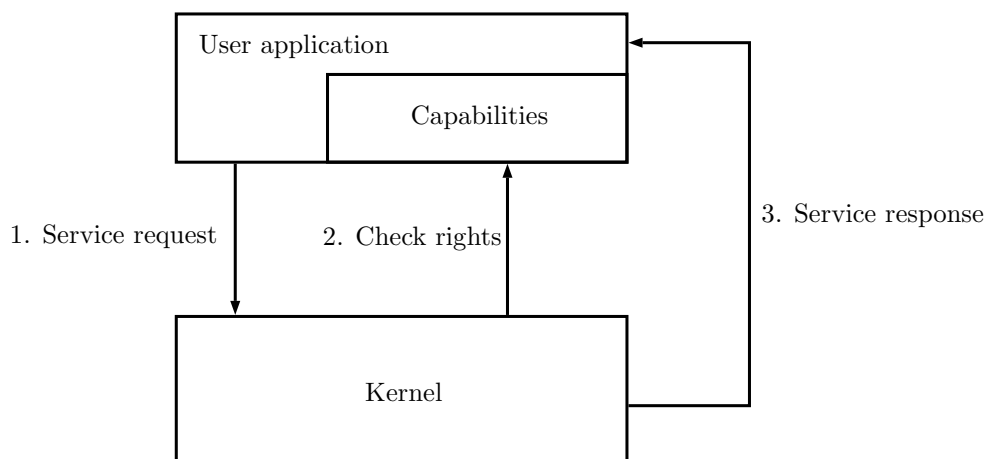 User application
Capabilities
1. Service request
2. Check rights
3. Service response
Kernel